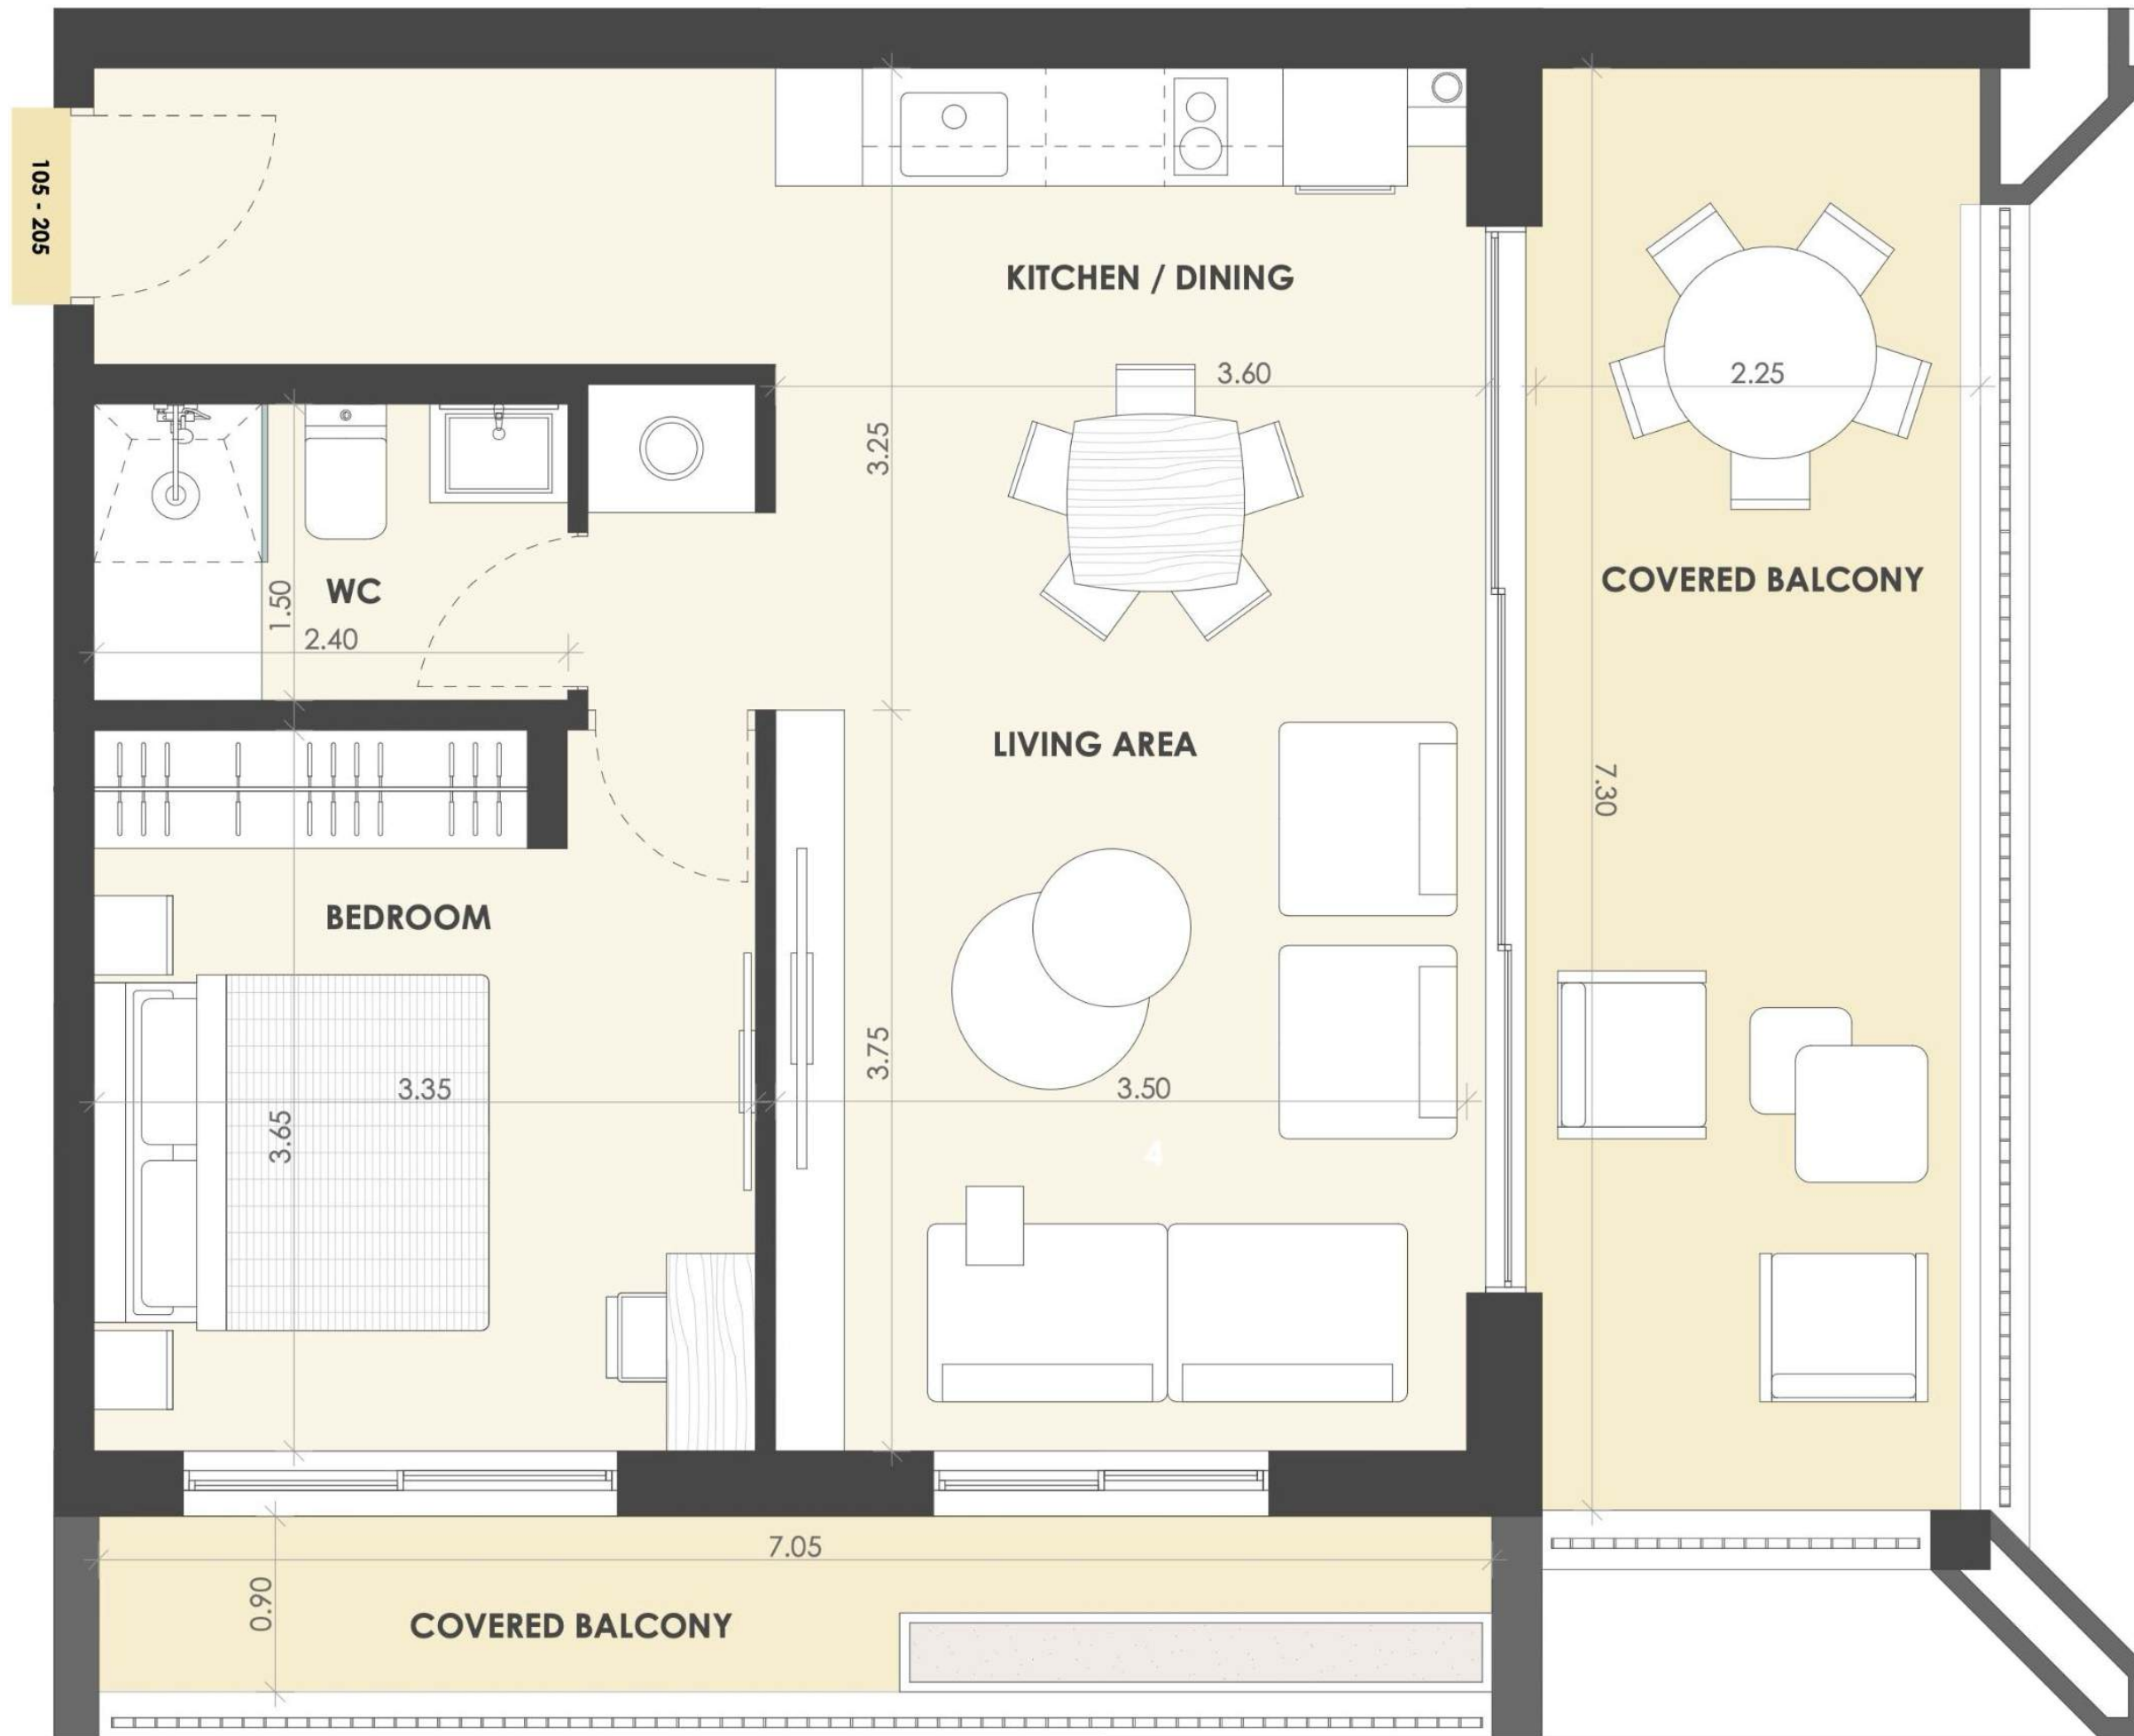 105 - 205
KITCHEN / DINING
3.60
2.25
3.25
COVERED BALCONY
1.50
WC
2.40
LIVING AREA
7.30
BEDROOM
3.75
3.35
3.50
3.65
4
7.05
0.90
COVERED BALCONY